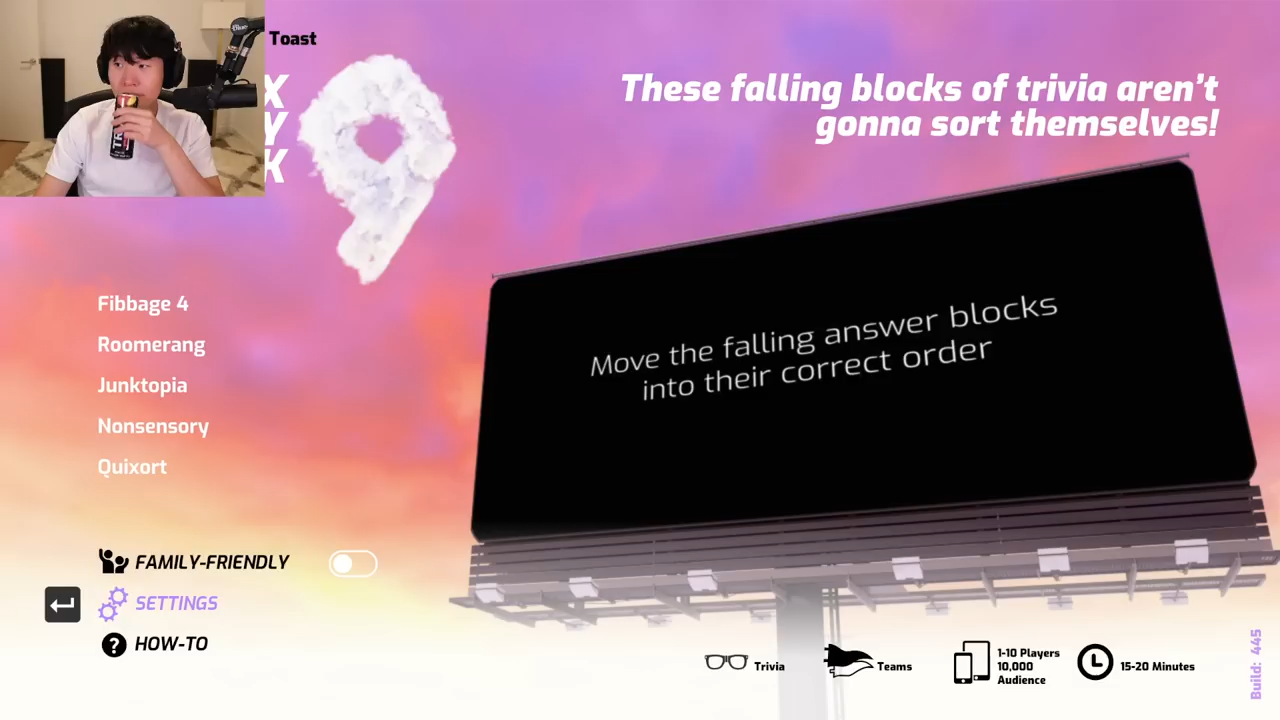 Toast
X
Y
K
These falling blocks of trivia aren't
gonna sort themselves!
Move the falling answer blocks
into their correct order
Fibbage 4
Roomerang
Junktopia
Nonsensory
Quixort
FAMILY-FRIENDLY
SETTINGS
HOW-TO
Trivia
Teams
1-10 Players
10,000
Audience
15-20 Minutes
Build: 445